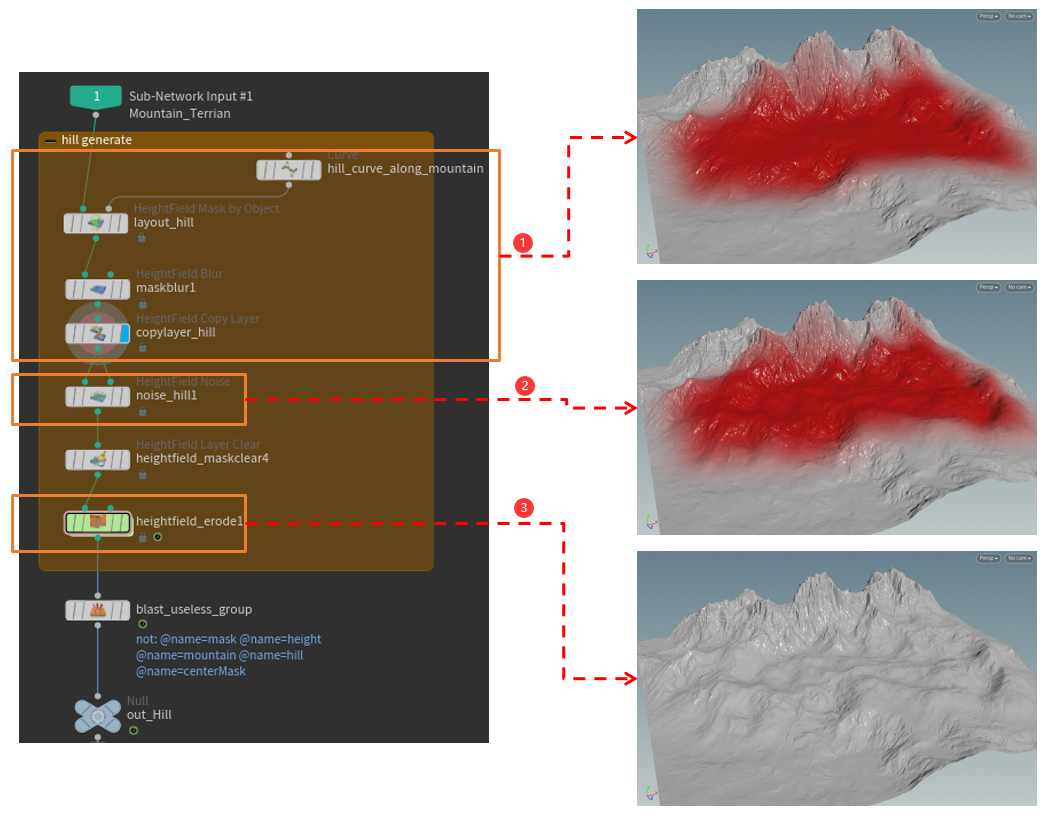 1
Sub-Network Input #1
Mountain_Terrian
hill generate
Curve
hill_curve_along_mountain
HeightField Mask by Object
layout_hill
HeightField Blur
maskblur1
HeightField Copy Layer
copylayer_hill
HeightField Noise
noise_hill1
HeightField Layer Clear
heightfield_maskclear4
heightfield_erode1
blast_useless_group
not: @name=mask @name=height
@name=mountain @name=hill
@name=centerMask
Null
out_Hill
1
2
3
Persp No cam
Persp No cam
Persp No cam